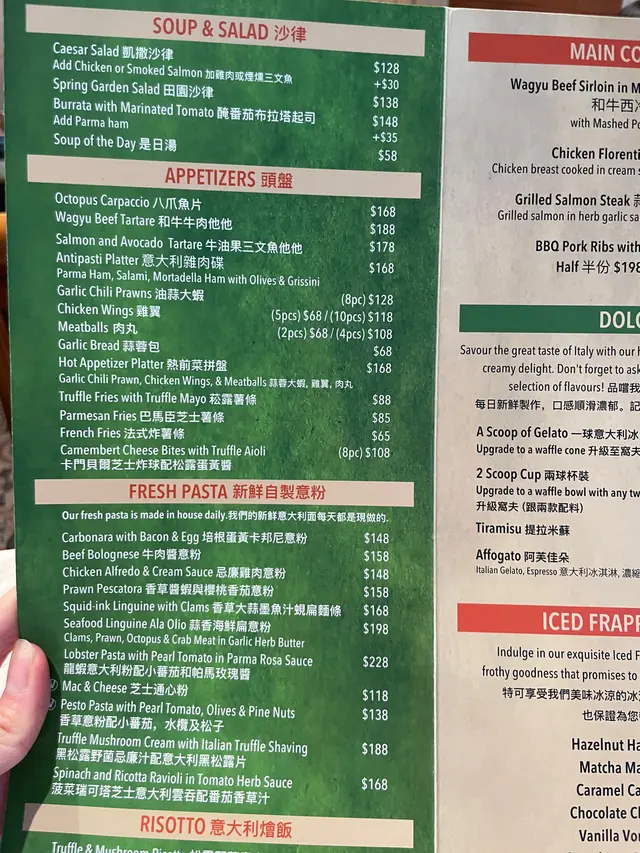 SOUP & SALAD 沙律
Caesar Salad 凱撒沙律 $128
Add Chicken or Smoked Salmon 加雞肉或煙燻三文魚 +$30
Spring Garden Salad 田園沙律 $138
Burrata with Marinated Tomato 醃番茄布拉塔起司 $148
Add Parma ham +$35
Soup of the Day 是日湯 $58
APPETIZERS 頭盤
Octopus Carpaccio 八爪魚片 $168
Wagyu Beef Tartare 和牛牛肉他他 $188
Salmon and Avocado Tartare 牛油果三文魚他他 $178
Antipasti Platter 意大利雜肉碟 $168
Parma Ham, Salami, Mortadella Ham with Olives & Grissini
Garlic Chili Prawns 油蒜大蝦 (8pc) $128
Chicken Wings 雞翼 (5pcs) $68 / (10pcs) $118
Meatballs 肉丸 (2pcs) $68 / (4pcs) $108
Garlic Bread 蒜蓉包 $68
Hot Appetizer Platter 熱前菜拼盤 $168
Garlic Chili Prawn, Chicken Wings, & Meatballs 蒜蓉大蝦, 雞翼, 肉丸
Truffle Fries with Truffle Mayo 菘露薯條 $88
Parmesan Fries 巴馬臣芝士薯條 $85
French Fries 法式炸薯條 $65
Camembert Cheese Bites with Truffle Aioli (8pc) $108
卡門貝爾芝士炸球配松露蛋黃醬
FRESH PASTA 新鮮自製意粉
Our fresh pasta is made in house daily.我們的新鮮意大利面每天都是現做的.
Carbonara with Bacon & Egg 培根蛋黃卡邦尼意粉 $148
Beef Bolognese 牛肉醬意粉 $158
Chicken Alfredo & Cream Sauce 忌廉雞肉意粉 $148
Prawn Pescatora 香草醬蝦與櫻桃番茄意粉 $158
Squid-ink Linguine with Clams 香草大蒜墨魚汁蜆扁麵條 $168
Seafood Linguine Ala Olio 蒜香海鮮扁意粉 $198
Clams, Prawn, Octopus & Crab Meat in Garlic Herb Butter
Lobster Pasta with Pearl Tomato in Parma Rosa Sauce $228
龍蝦意大利粉配小番茄和帕馬玫瑰醬
Mac & Cheese 芝士通心粉 $118
Pesto Pasta with Pearl Tomato, Olives & Pine Nuts $138
香草意粉配小番茄，水欖及松子
Truffle Mushroom Cream with Italian Truffle Shaving $188
黑松露野菌忌廉汁配意大利黑松露片
Spinach and Ricotta Ravioli in Tomato Herb Sauce $168
菠菜瑞可塔芝士意大利雲吞配番茄香草汁
RISOTTO 意大利燴飯
Truffle & Mushroom Risotto
MAIN CO
Wagyu Beef Sirloin in M
和牛西
with Mashed Po
Chicken Florenti
Chicken breast cooked in cream s
Grilled Salmon Steak
Grilled salmon in herb garlic sa
BBQ Pork Ribs with
Half 半份 $198
DOLC
Savour the great taste of Italy with our h
creamy delight. Don't forget to ask
selection of flavours! 品嚐我
每日新鮮製作，口感順滑濃郁。記
A Scoop of Gelato 一球意大利冰
Upgrade to a waffle cone 升級至窩夫
2 Scoop Cup 兩球杯裝
Upgrade to a waffle bowl with any tw
升級窩夫 (跟兩款配料)
Tiramisu 提拉米蘇
Affogato 阿芙佳朵
Italian Gelato, Espresso 意大利冰淇淋, 濃縮
ICED FRAPP
Indulge in our exquisite Iced F
frothy goodness that promises to
特可享受我們美味冰涼的冰
也保證為您
Hazelnut Ha
Matcha Ma
Caramel Ca
Chocolate Ch
Vanilla Vo